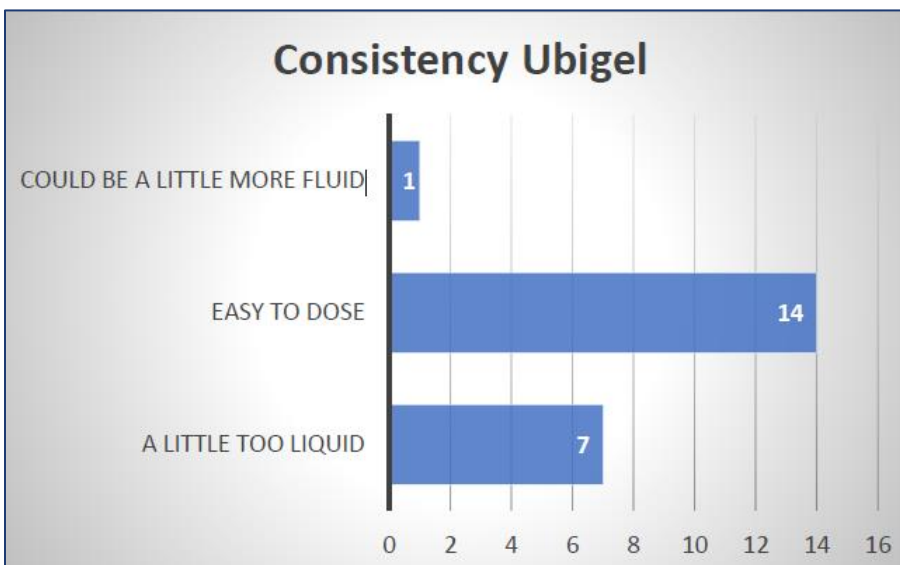 Consistency Ubigel
COULD BE A LITTLE MORE FLUID
1
EASY TO DOSE
14
A LITTLE TOO LIQUID
7
0 2 4 6 8 10 12 14 16